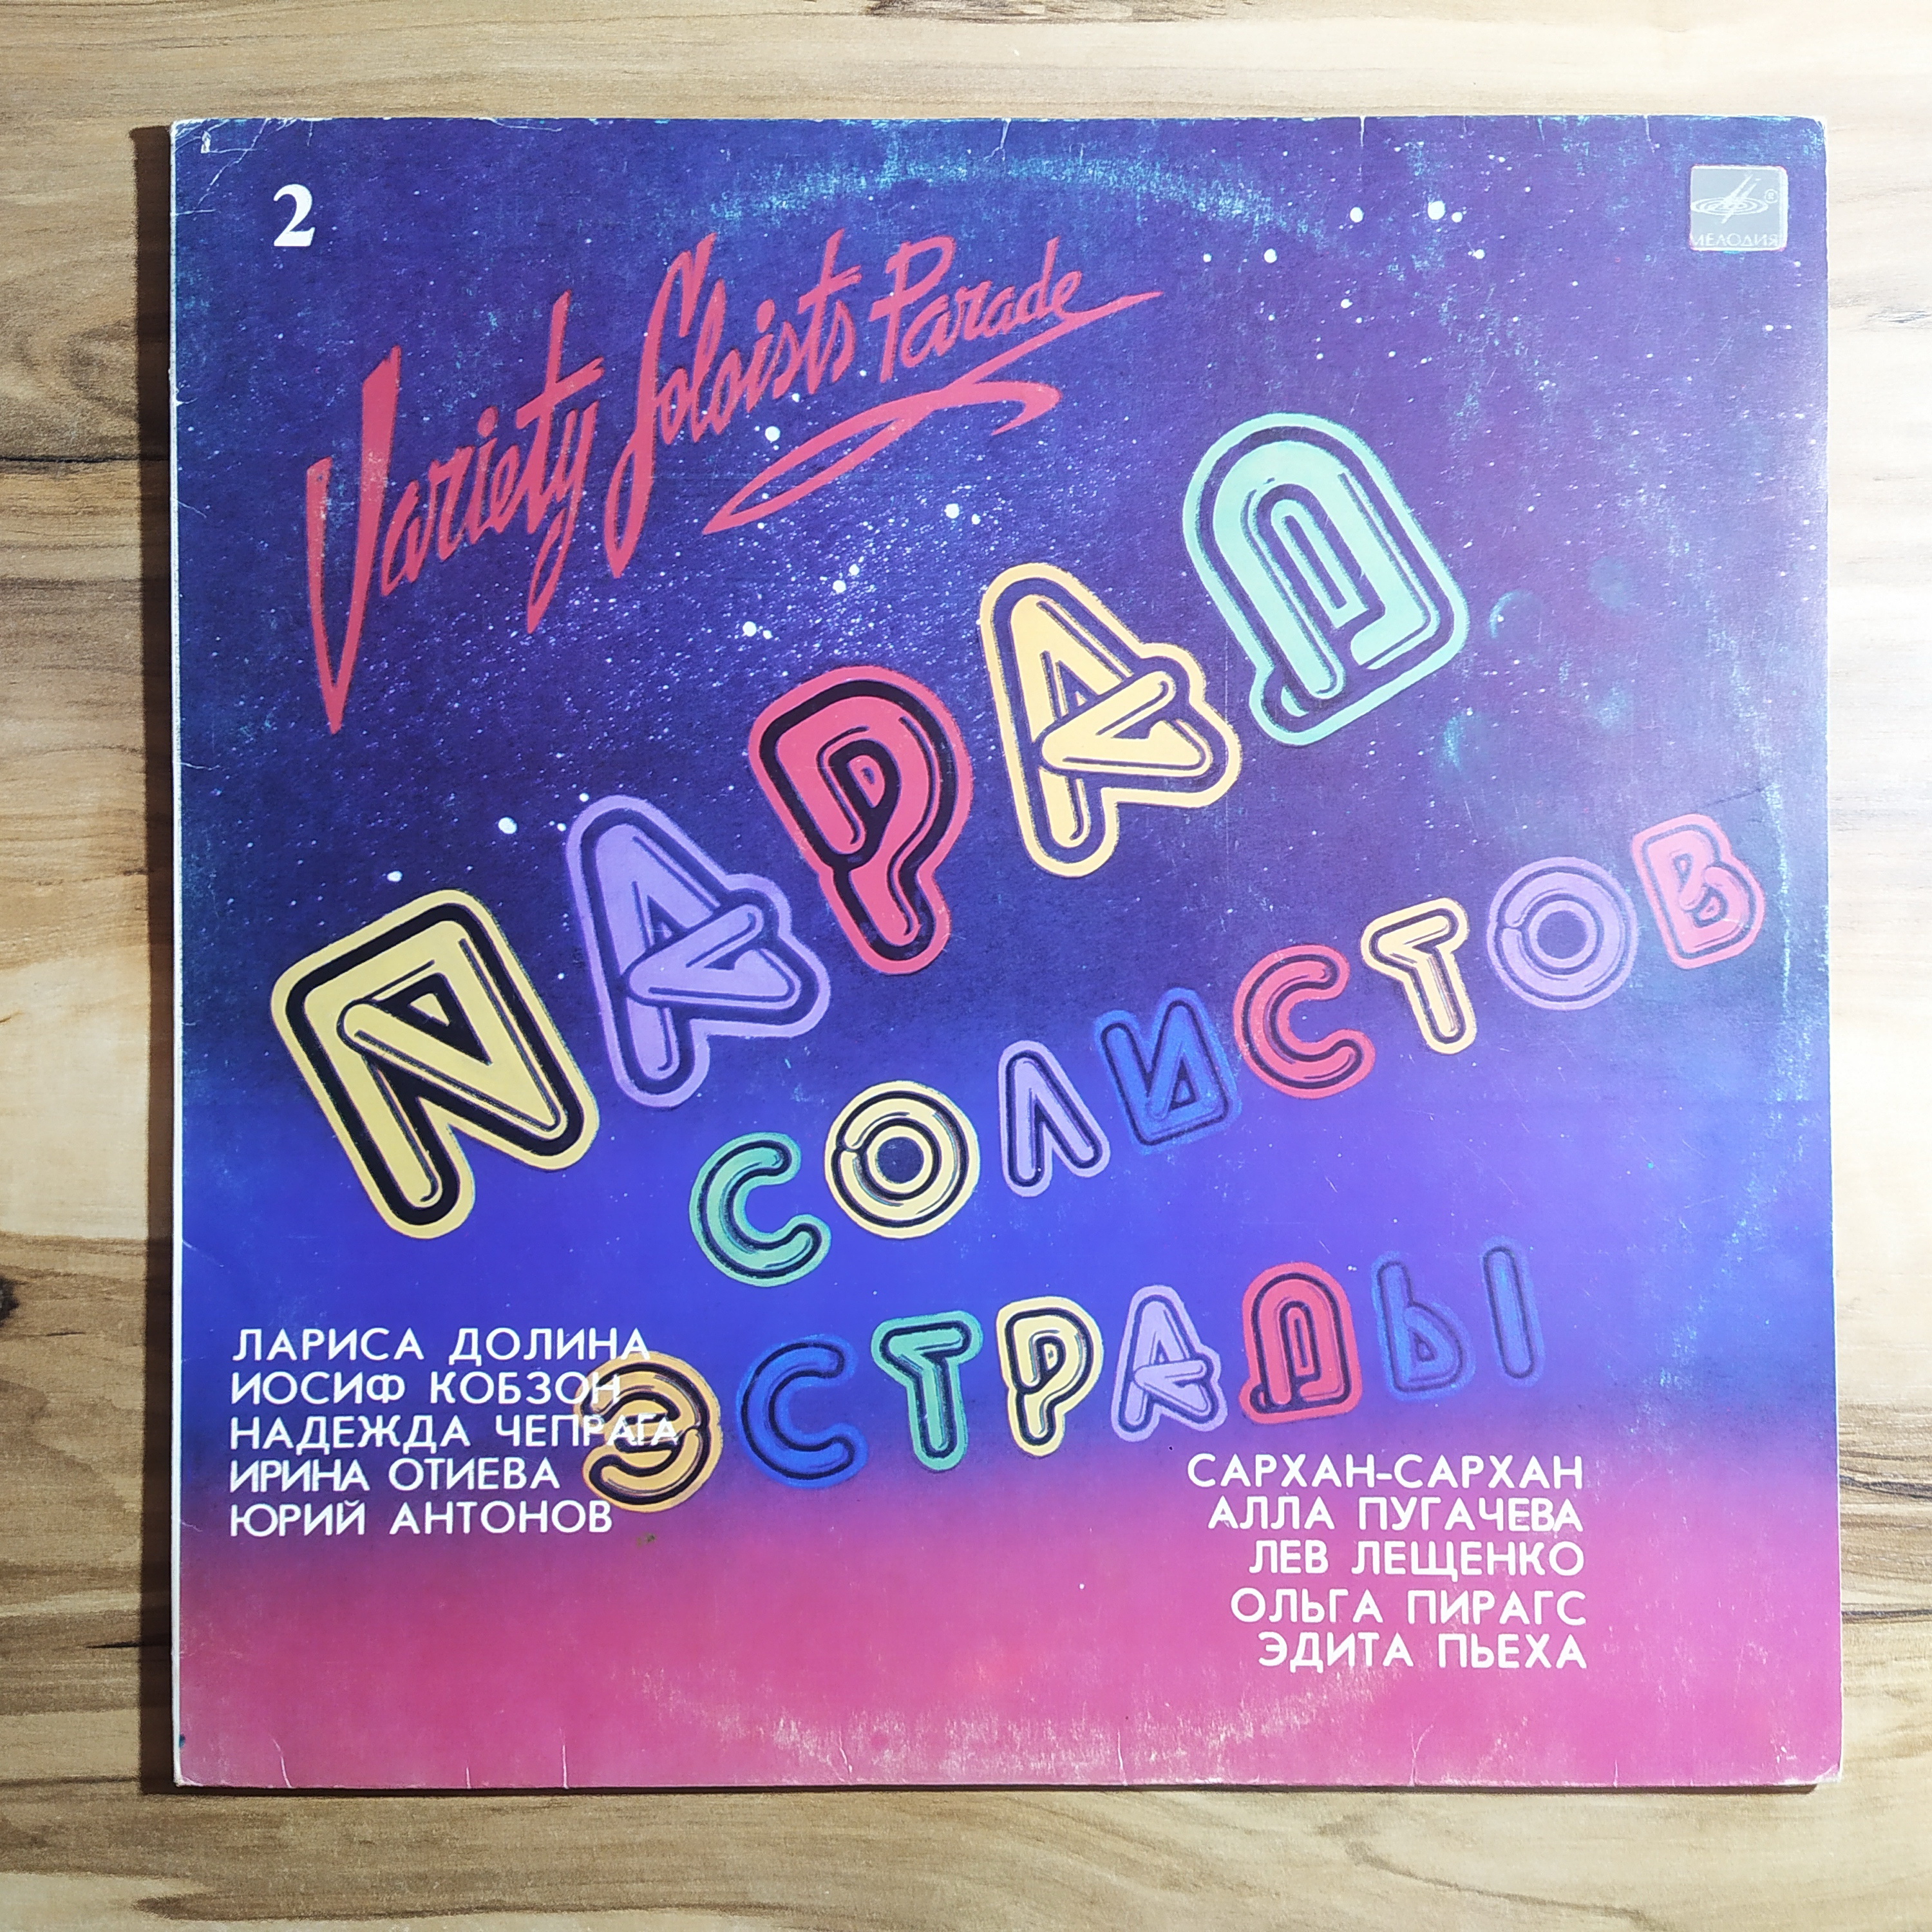 2
МЕЛОДИЯ
Variety Soloists Parade
ПАРАД
СОЛИСТОВ
ЭСТРАДЫ
ЛАРИСА ДОЛИНА
ИОСИФ КОБЗОН
НАДЕЖДА ЧЕПРАГА
ИРИНА ОТИЕВА
ЮРИЙ АНТОНОВ
САРХАН-САРХАН
АЛЛА ПУГАЧЕВА
ЛЕВ ЛЕЩЕНКО
ОЛЬГА ПИРАГС
ЭДИТА ПЬЕХА